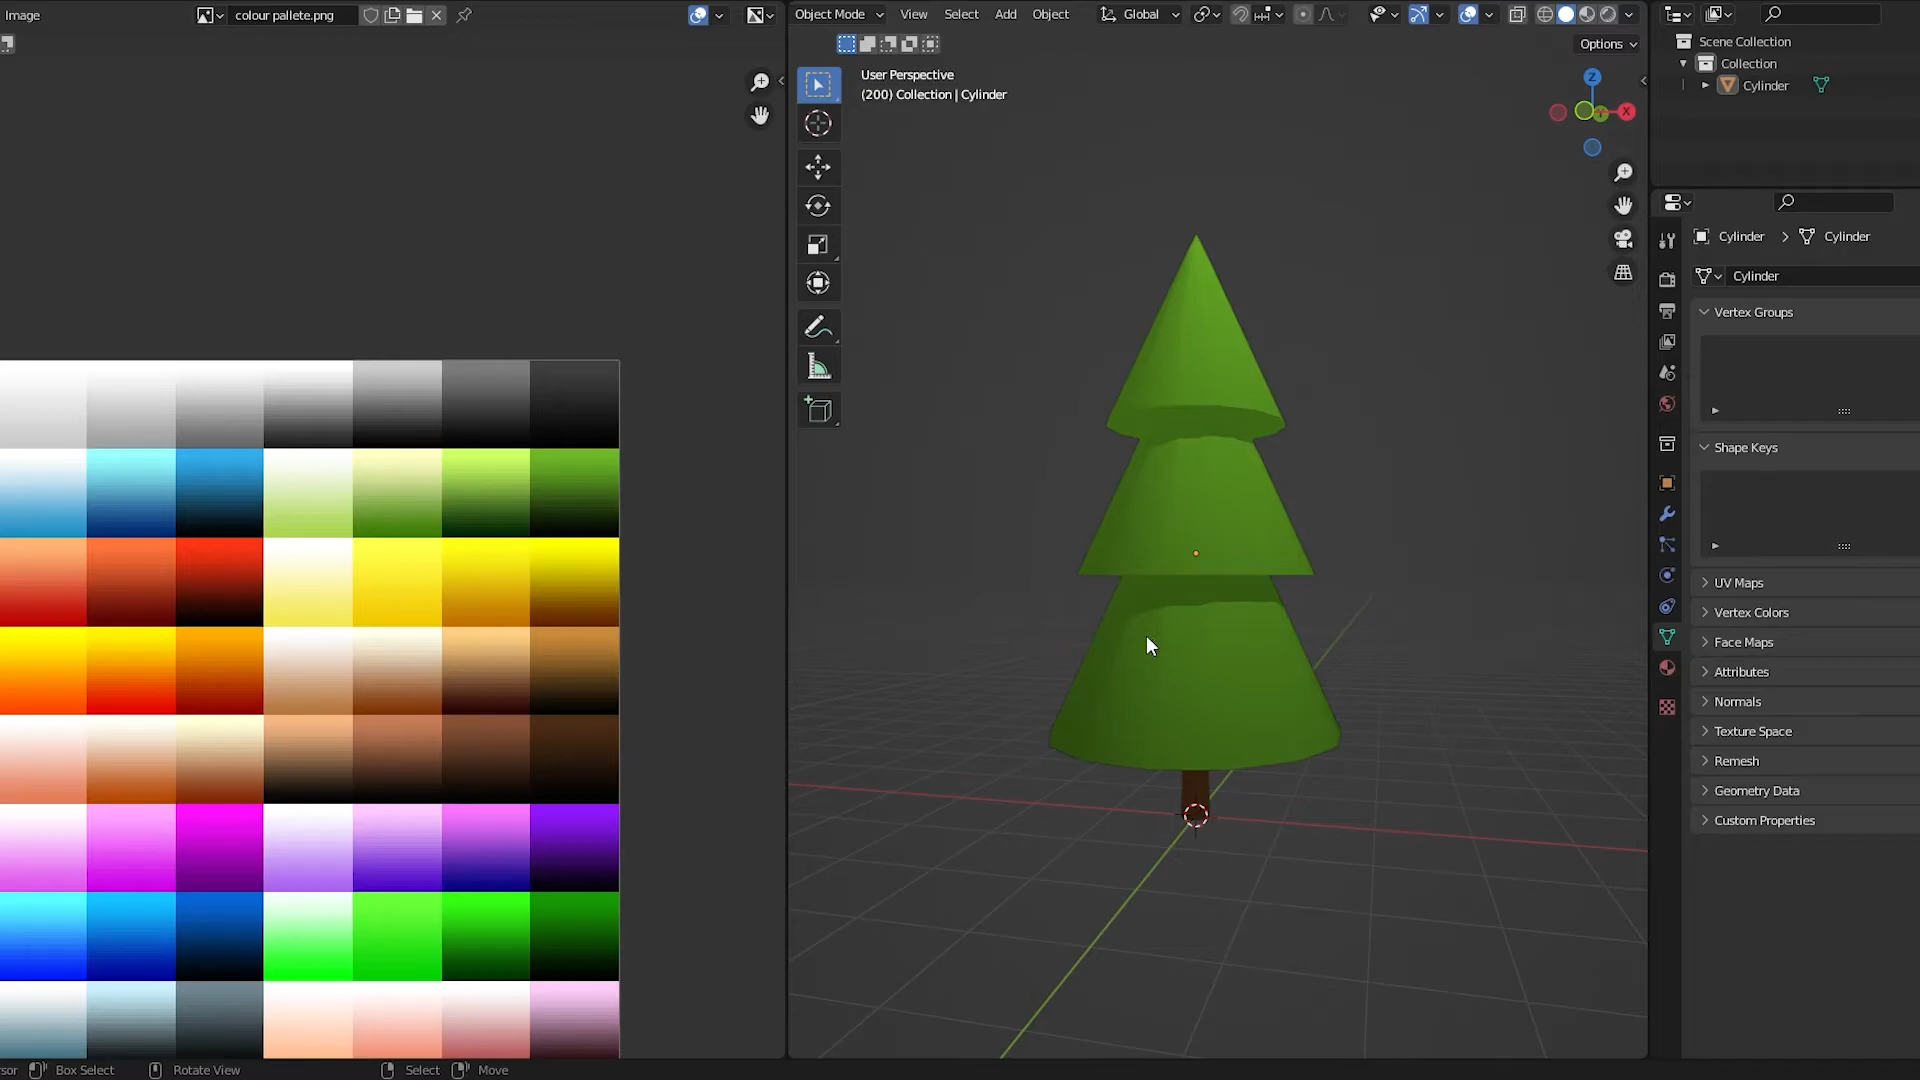 Image
colour pallete.png
Object Mode
View
Select
Add
Object
Global
Options
User Perspective
(200) Collection | Cylinder
Z
X
Scene Collection
Collection
Cylinder
Cylinder > Cylinder
Cylinder
Vertex Groups
Shape Keys
UV Maps
Vertex Colors
Face Maps
Attributes
Normals
Texture Space
Remesh
Geometry Data
Custom Properties
sor
Box Select
Rotate View
Select
Move